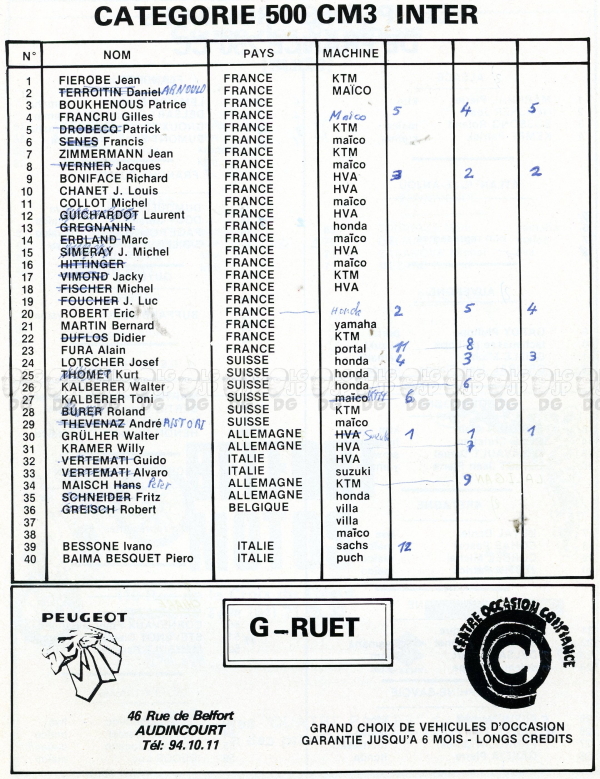 CATEGORIE 500 CM3 INTER
N° NOM PAYS MACHINE
1 FIEROBE Jean FRANCE KTM
2 TERROITIN Daniel ARNOULD FRANCE MAÏCO
3 BOUKHENOUS Patrice FRANCE
4 FRANCRU Gilles FRANCE Maïco 5 4 5
5 DROBECQ Patrick FRANCE KTM
6 SENES Francis FRANCE maïco
7 ZIMMERMANN Jean FRANCE KTM
8 VERNIER Jacques FRANCE maïco
9 BONIFACE Richard FRANCE HVA 3 2 2
10 CHANET J. Louis FRANCE HVA
11 COLLOT Michel FRANCE maïco
12 GUICHARDOT Laurent FRANCE HVA
13 GREGNANIN FRANCE honda
14 ERBLAND Marc FRANCE maïco
15 SIMERAY J. Michel FRANCE HVA
16 HITTINGER FRANCE maïco
17 VIMOND Jacky FRANCE KTM
18 FISCHER Michel FRANCE HVA
19 FOUCHER J. Luc FRANCE
20 ROBERT Eric FRANCE Honda 2 5 4
21 MARTIN Bernard FRANCE yamaha
22 DUFLOS Didier FRANCE KTM
23 FURA Alain FRANCE portal 11 8
24 LOTSCHER Josef SUISSE honda 4 3 3
25 THOMET Kurt SUISSE honda
26 KALBERER Walter SUISSE honda 6
27 KALBERER Toni SUISSE maïco KTM 6
28 BURER Roland SUISSE KTM
29 THEVENAZ André ARISTORI SUISSE maïco
30 GRÜLHER Walter ALLEMAGNE HVA Suzuki 1 1 1
31 KRAMER Willy ALLEMAGNE HVA 7
32 VERTEMATI Guido ITALIE HVA
33 VERTEMATI Alvaro ITALIE suzuki
34 MAISCH Hans Peter ALLEMAGNE KTM 9
35 SCHNEIDER Fritz ALLEMAGNE honda
36 GREISCH Robert BELGIQUE villa
37 villa
38 maïco
39 BESSONE Ivano ITALIE sachs 12
40 BAIMA BESQUET Piero ITALIE puch
PEUGEOT
G-RUET
CENTRE OCCASION CONFIANCE
46 Rue de Belfort
AUDINCOURT
Tél: 94.10.11
GRAND CHOIX DE VEHICULES D'OCCASION
GARANTIE JUSQU'A 6 MOIS - LONGS CREDITS